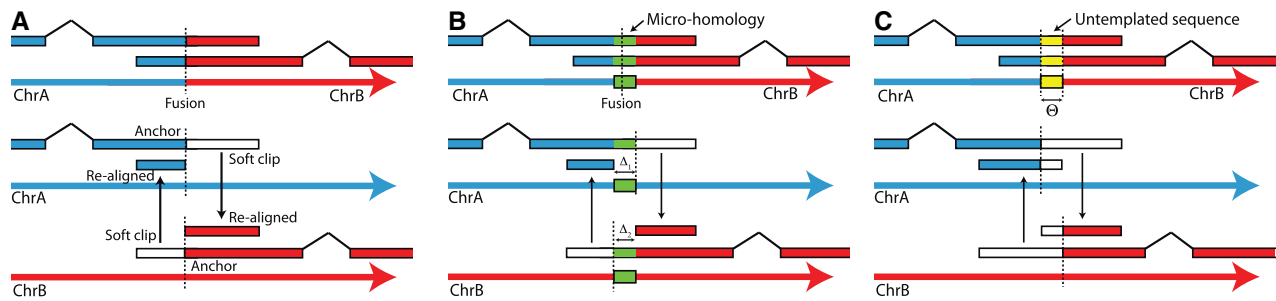 A
ChrA
Fusion
ChrB
Anchor
Soft clip
Re-aligned
ChrA
Re-aligned
Soft clip
Anchor
ChrB
B
Micro-homology
ChrA
Fusion
ChrB
Δ1
ChrA
Δ2
ChrB
C
Untemplated sequence
ChrA
Θ
ChrB
ChrA
ChrB